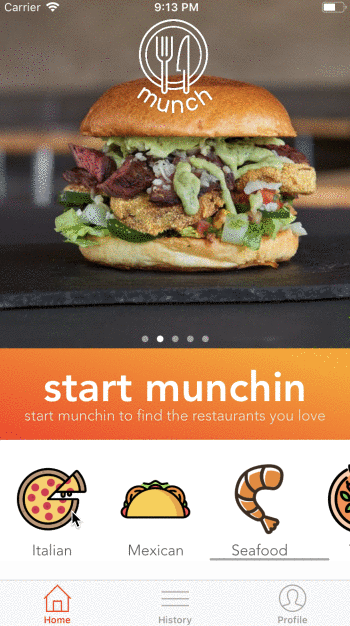 Carrier 9:13 PM
munch
start munchin
start munchin to find the restaurants you love
Italian Mexican Seafood
Home History Profile